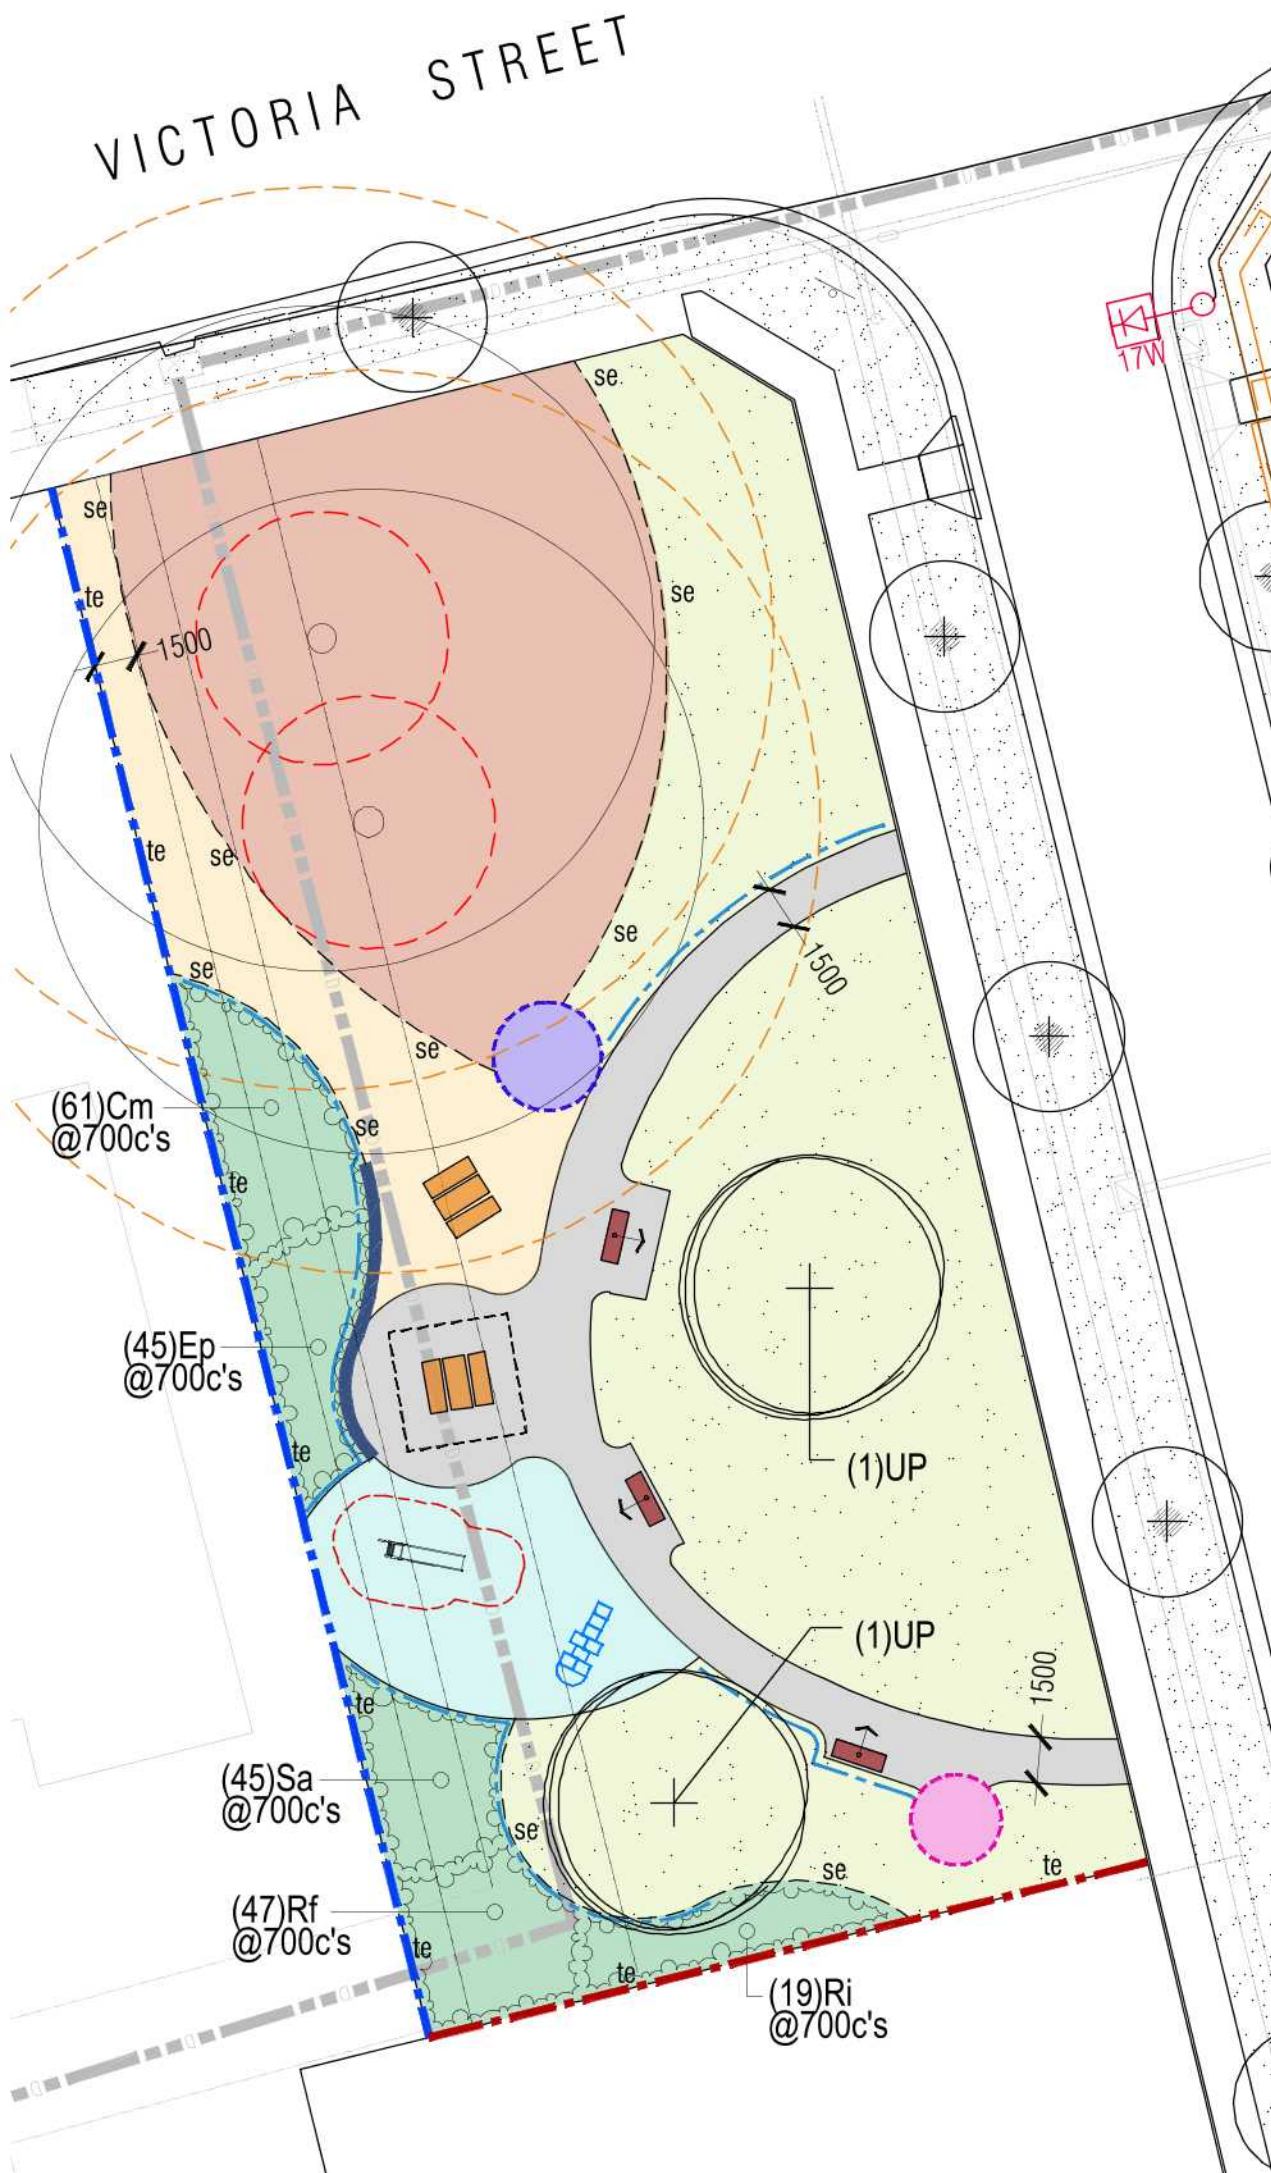 VICTORIA STREET
17W
se
se
te
1500
se
te
se
se
se
1500
se
(61)Cm
@700c's
se
te
(45)Ep
@700c's
te
(1)UP
(1)UP
1500
te
(45)Sa
@700c's
se
se
te
(47)Rf
@700c's
te
te
(19)Ri
@700c's